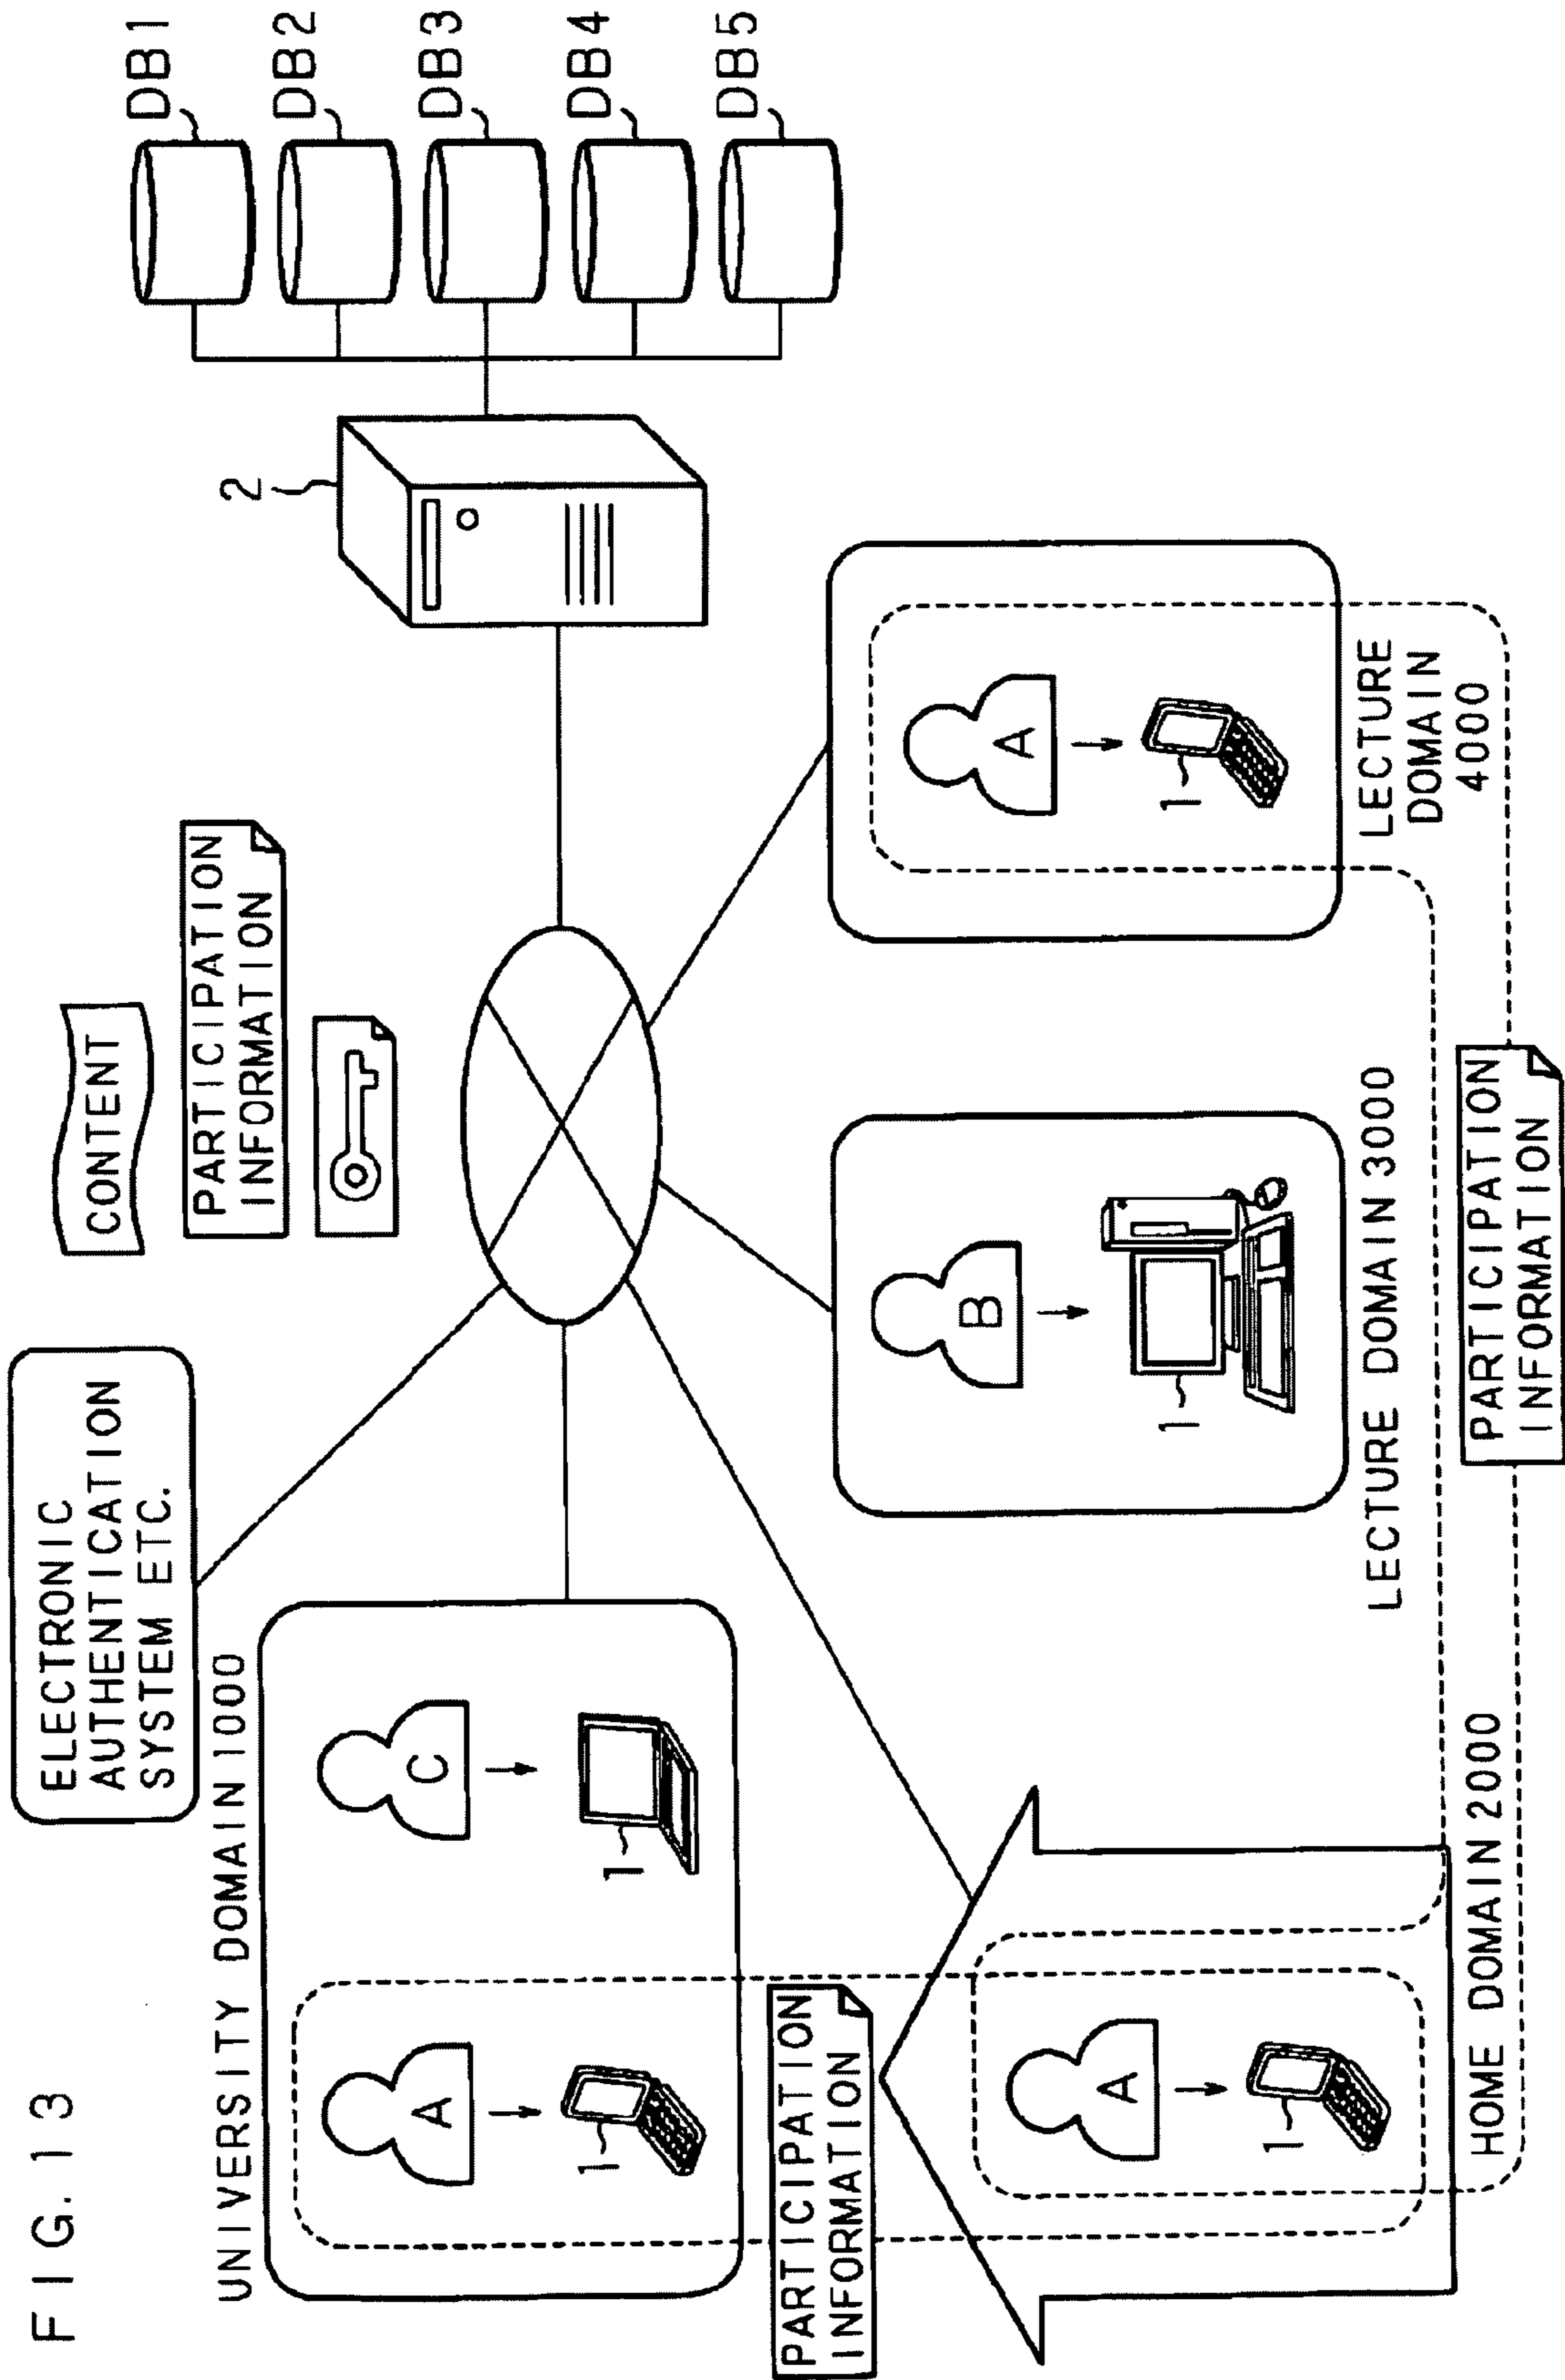 FIG. 13
ELECTRONIC
AUTHENTICATION
SYSTEM ETC.
CONTENT
PARTICIPATION
INFORMATION
2
DB1
DB2
DB3
DB4
DB5
UNIVERSITY DOMAIN 1000
A
1
C
1
PARTICIPATION
INFORMATION
A
1
HOME DOMAIN 2000
B
1
LECTURE DOMAIN 3000
A
1
LECTURE
DOMAIN
4000
PARTICIPATION
INFORMATION